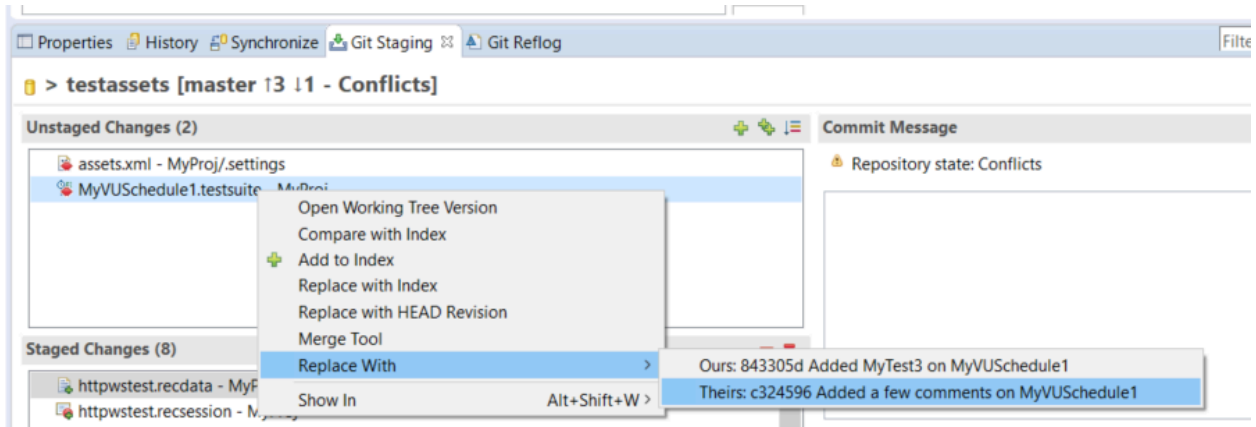 Properties History Synchronize Git Staging Git Reflog
> testassets [master ↑3 ↓1 - Conflicts]
Unstaged Changes (2)
Commit Message
assets.xml - MyProj/.settings
Repository state: Conflicts
MyVUSchedule1.testsuite - MyProj
Open Working Tree Version
Compare with Index
Add to Index
Replace with Index
Replace with HEAD Revision
Merge Tool
Replace With >
Ours: 843305d Added MyTest3 on MyVUSchedule1
Theirs: c324596 Added a few comments on MyVUSchedule1
Show In Alt+Shift+W >
Staged Changes (8)
httpwstest.recdata - MyP
httpwstest.recsession -